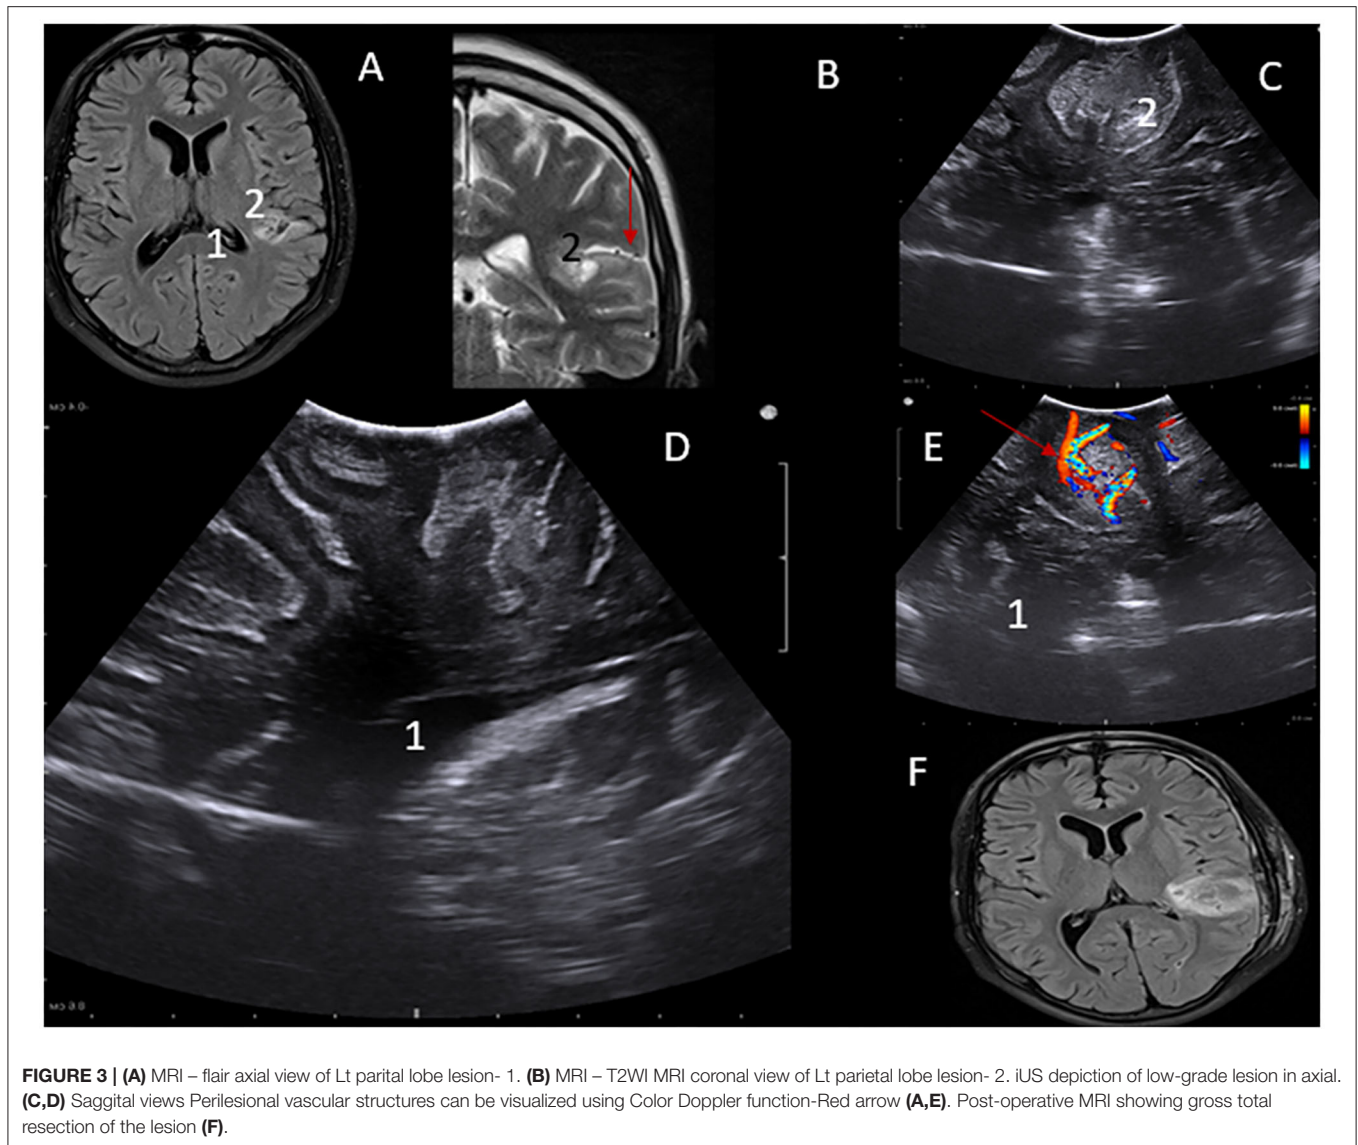 A
B
C
2
2
1
2
D
E
1
1
F
FIGURE 3 | (A) MRI – flair axial view of Lt parital lobe lesion- 1. (B) MRI – T2WI MRI coronal view of Lt parietal lobe lesion- 2. iUS depiction of low-grade lesion in axial.
(C,D) Saggital views Perilesional vascular structures can be visualized using Color Doppler function-Red arrow (A,E). Post-operative MRI showing gross total
resection of the lesion (F).